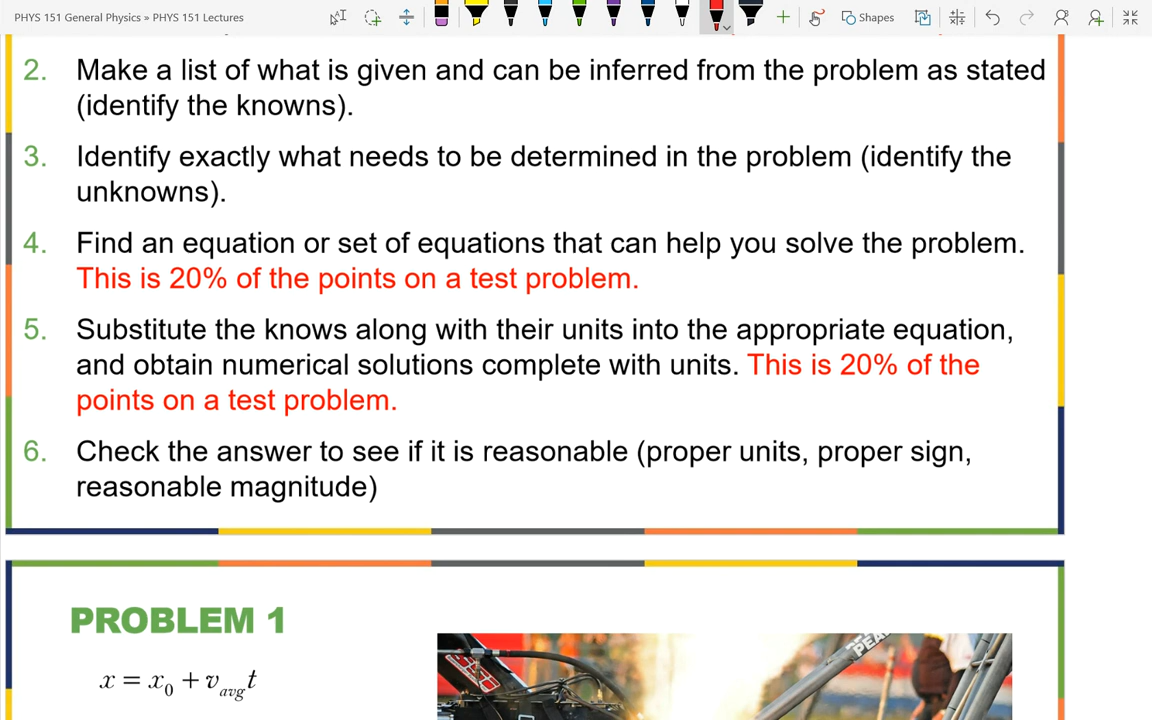 PHYS 151 General Physics » PHYS 151 Lectures
Shapes
2. Make a list of what is given and can be inferred from the problem as stated
(identify the knowns).
3. Identify exactly what needs to be determined in the problem (identify the
unknowns).
4. Find an equation or set of equations that can help you solve the problem.
This is 20% of the points on a test problem.
5. Substitute the knows along with their units into the appropriate equation,
and obtain numerical solutions complete with units. This is 20% of the
points on a test problem.
6. Check the answer to see if it is reasonable (proper units, proper sign,
reasonable magnitude)
PROBLEM 1
x = x₀ + v_avg t